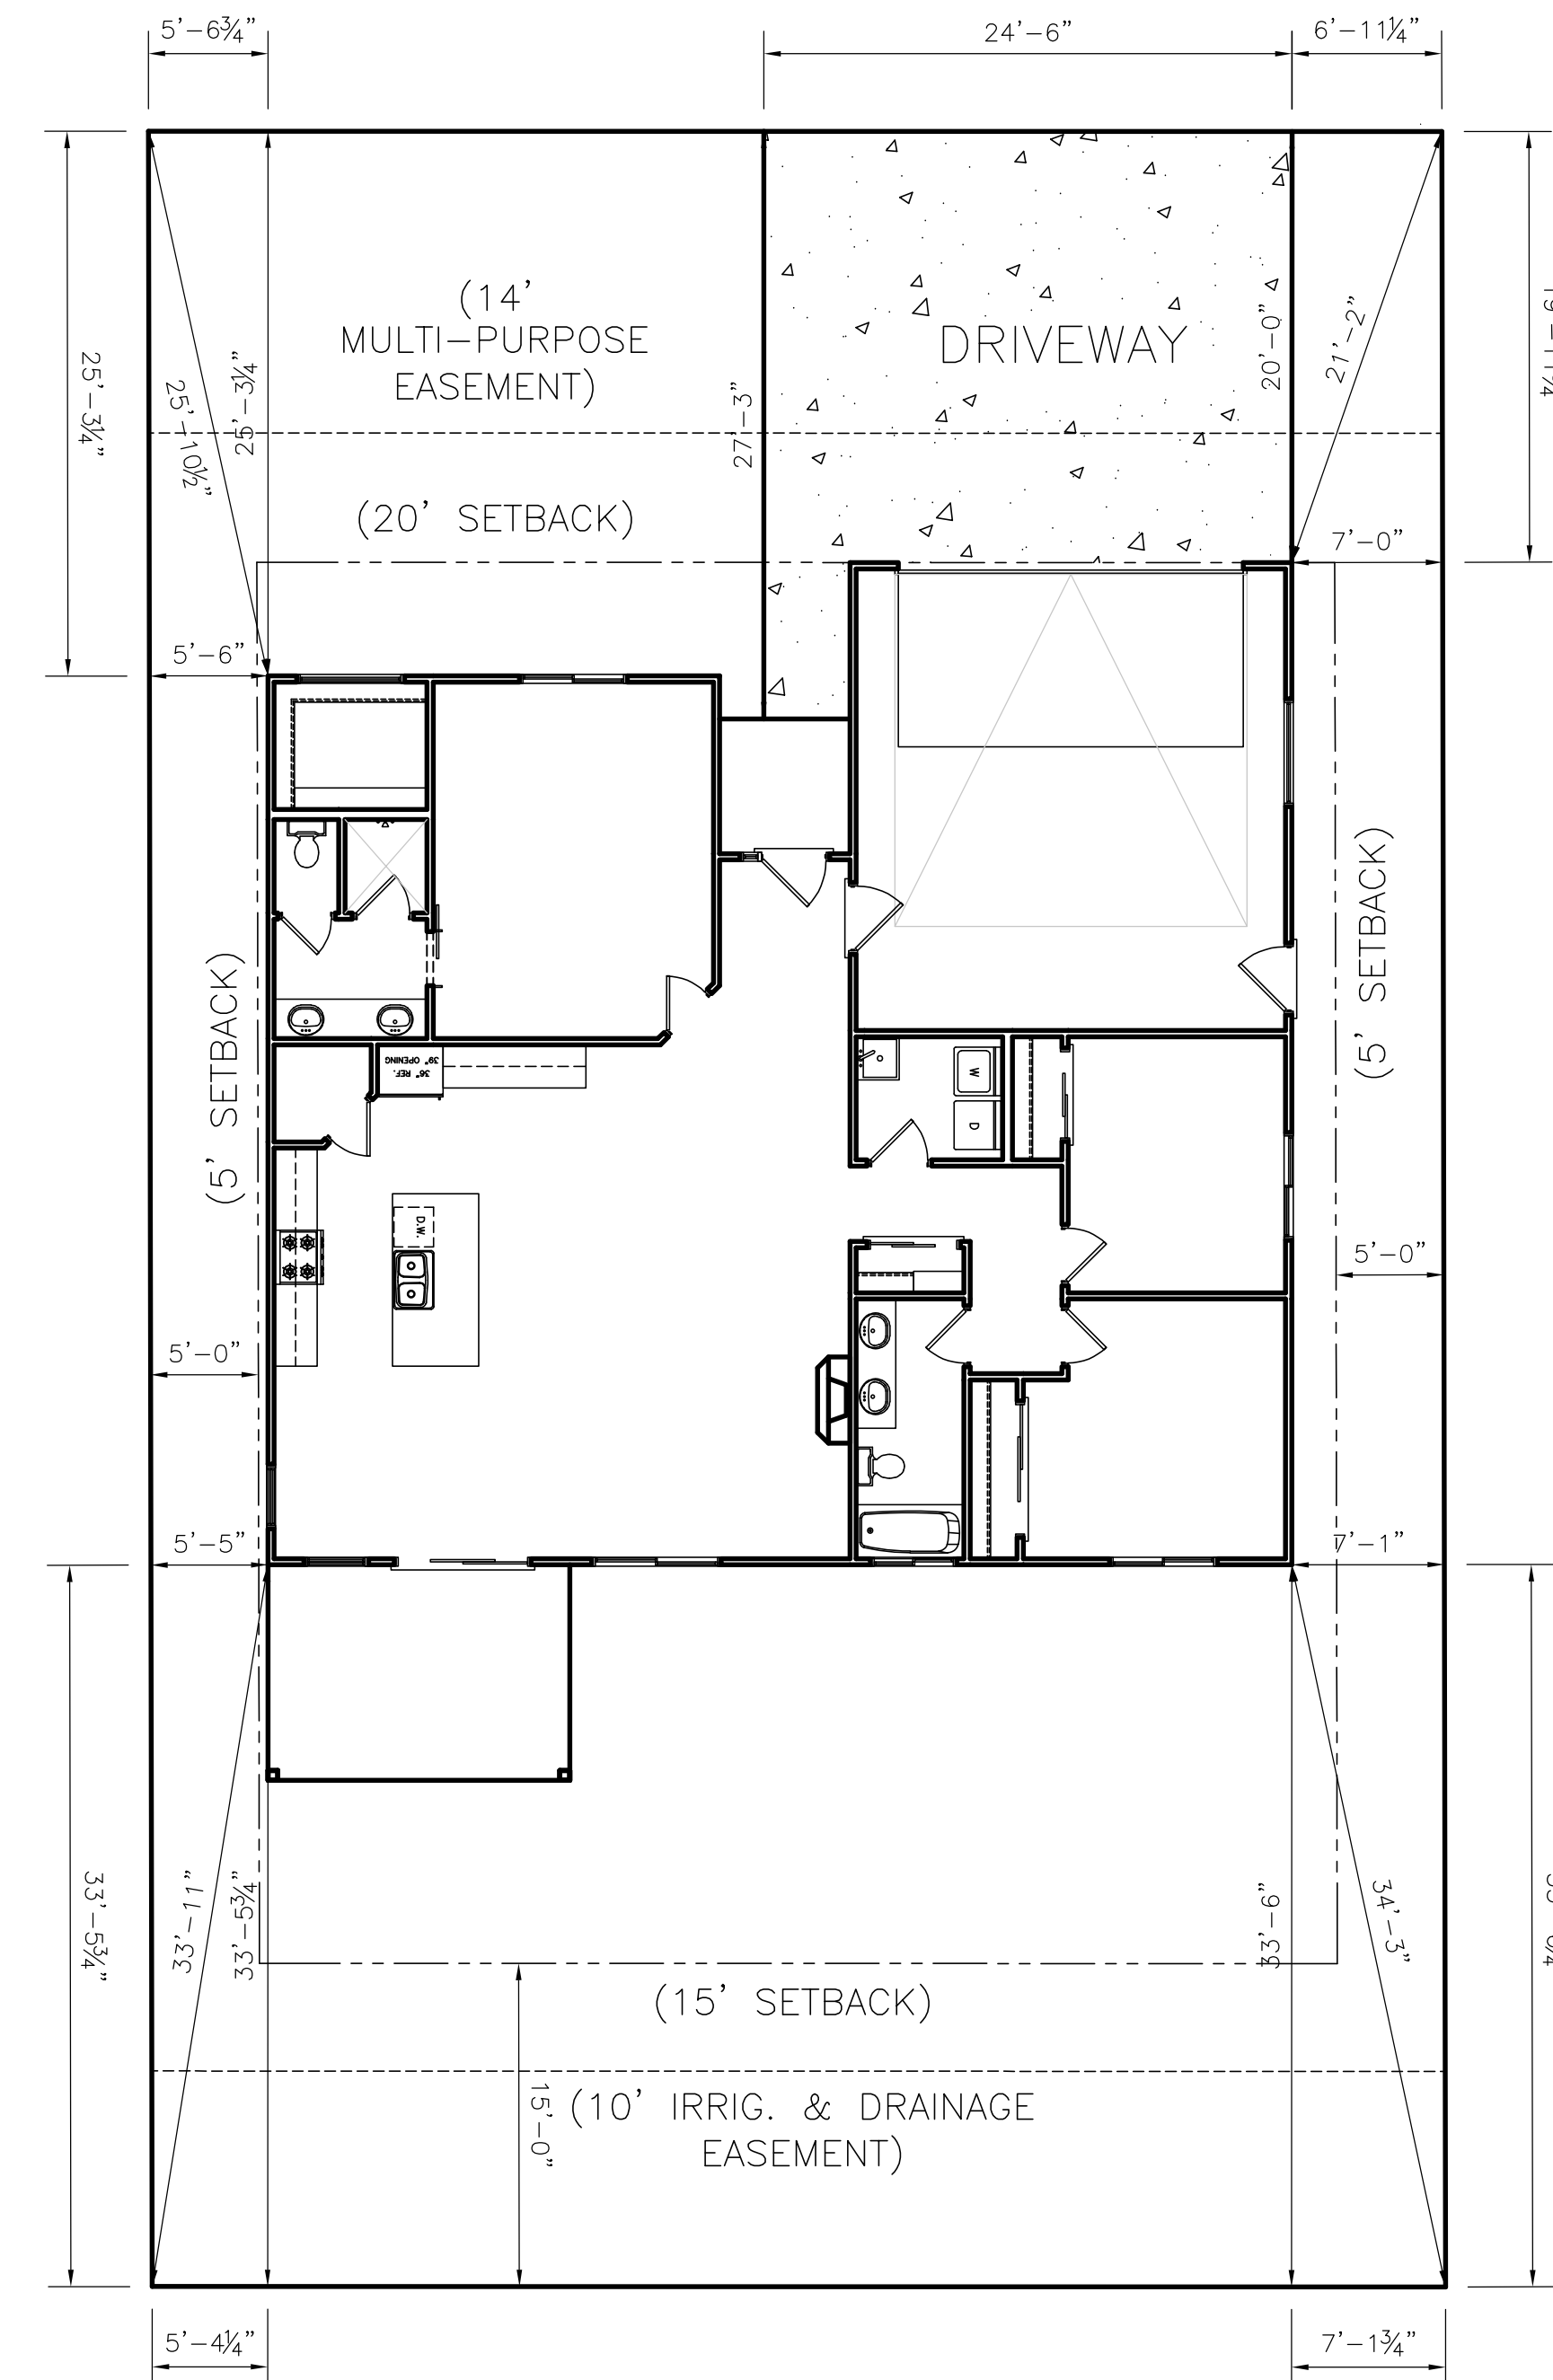 5'-6¾"
24'-6"
6'-11¼"
25'-3¼"
25'-10½"
25'-3¼"
(14'
MULTI-PURPOSE
EASEMENT)
27'-3"
DRIVEWAY
20'-0"
21'-2"
(20' SETBACK)
7'-0"
5'-6"
(5' SETBACK)
(5' SETBACK)
36" REF.
39" OPENING
W
D
D.W.
5'-0"
5'-0"
5'-5"
7'-1"
33'-5¾"
33'-11"
33'-5¾"
33'-6"
34'-3"
(15' SETBACK)
15'-0"
(10' IRRIG. & DRAINAGE
EASEMENT)
5'-4¼"
7'-1¾"